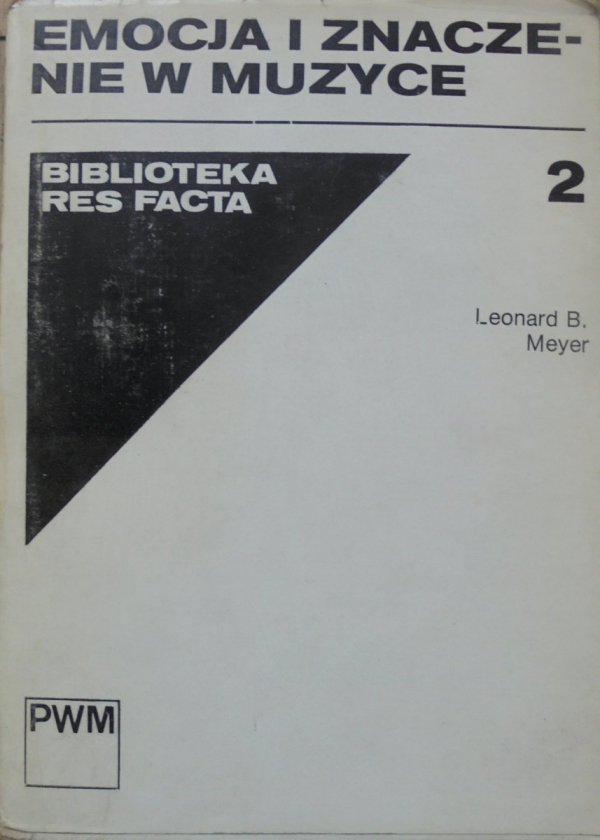 EMOCJA I ZNACZE-
NIE W MUZYCE
BIBLIOTEKA
RES FACTA
2
Leonard B.
Meyer
PWM